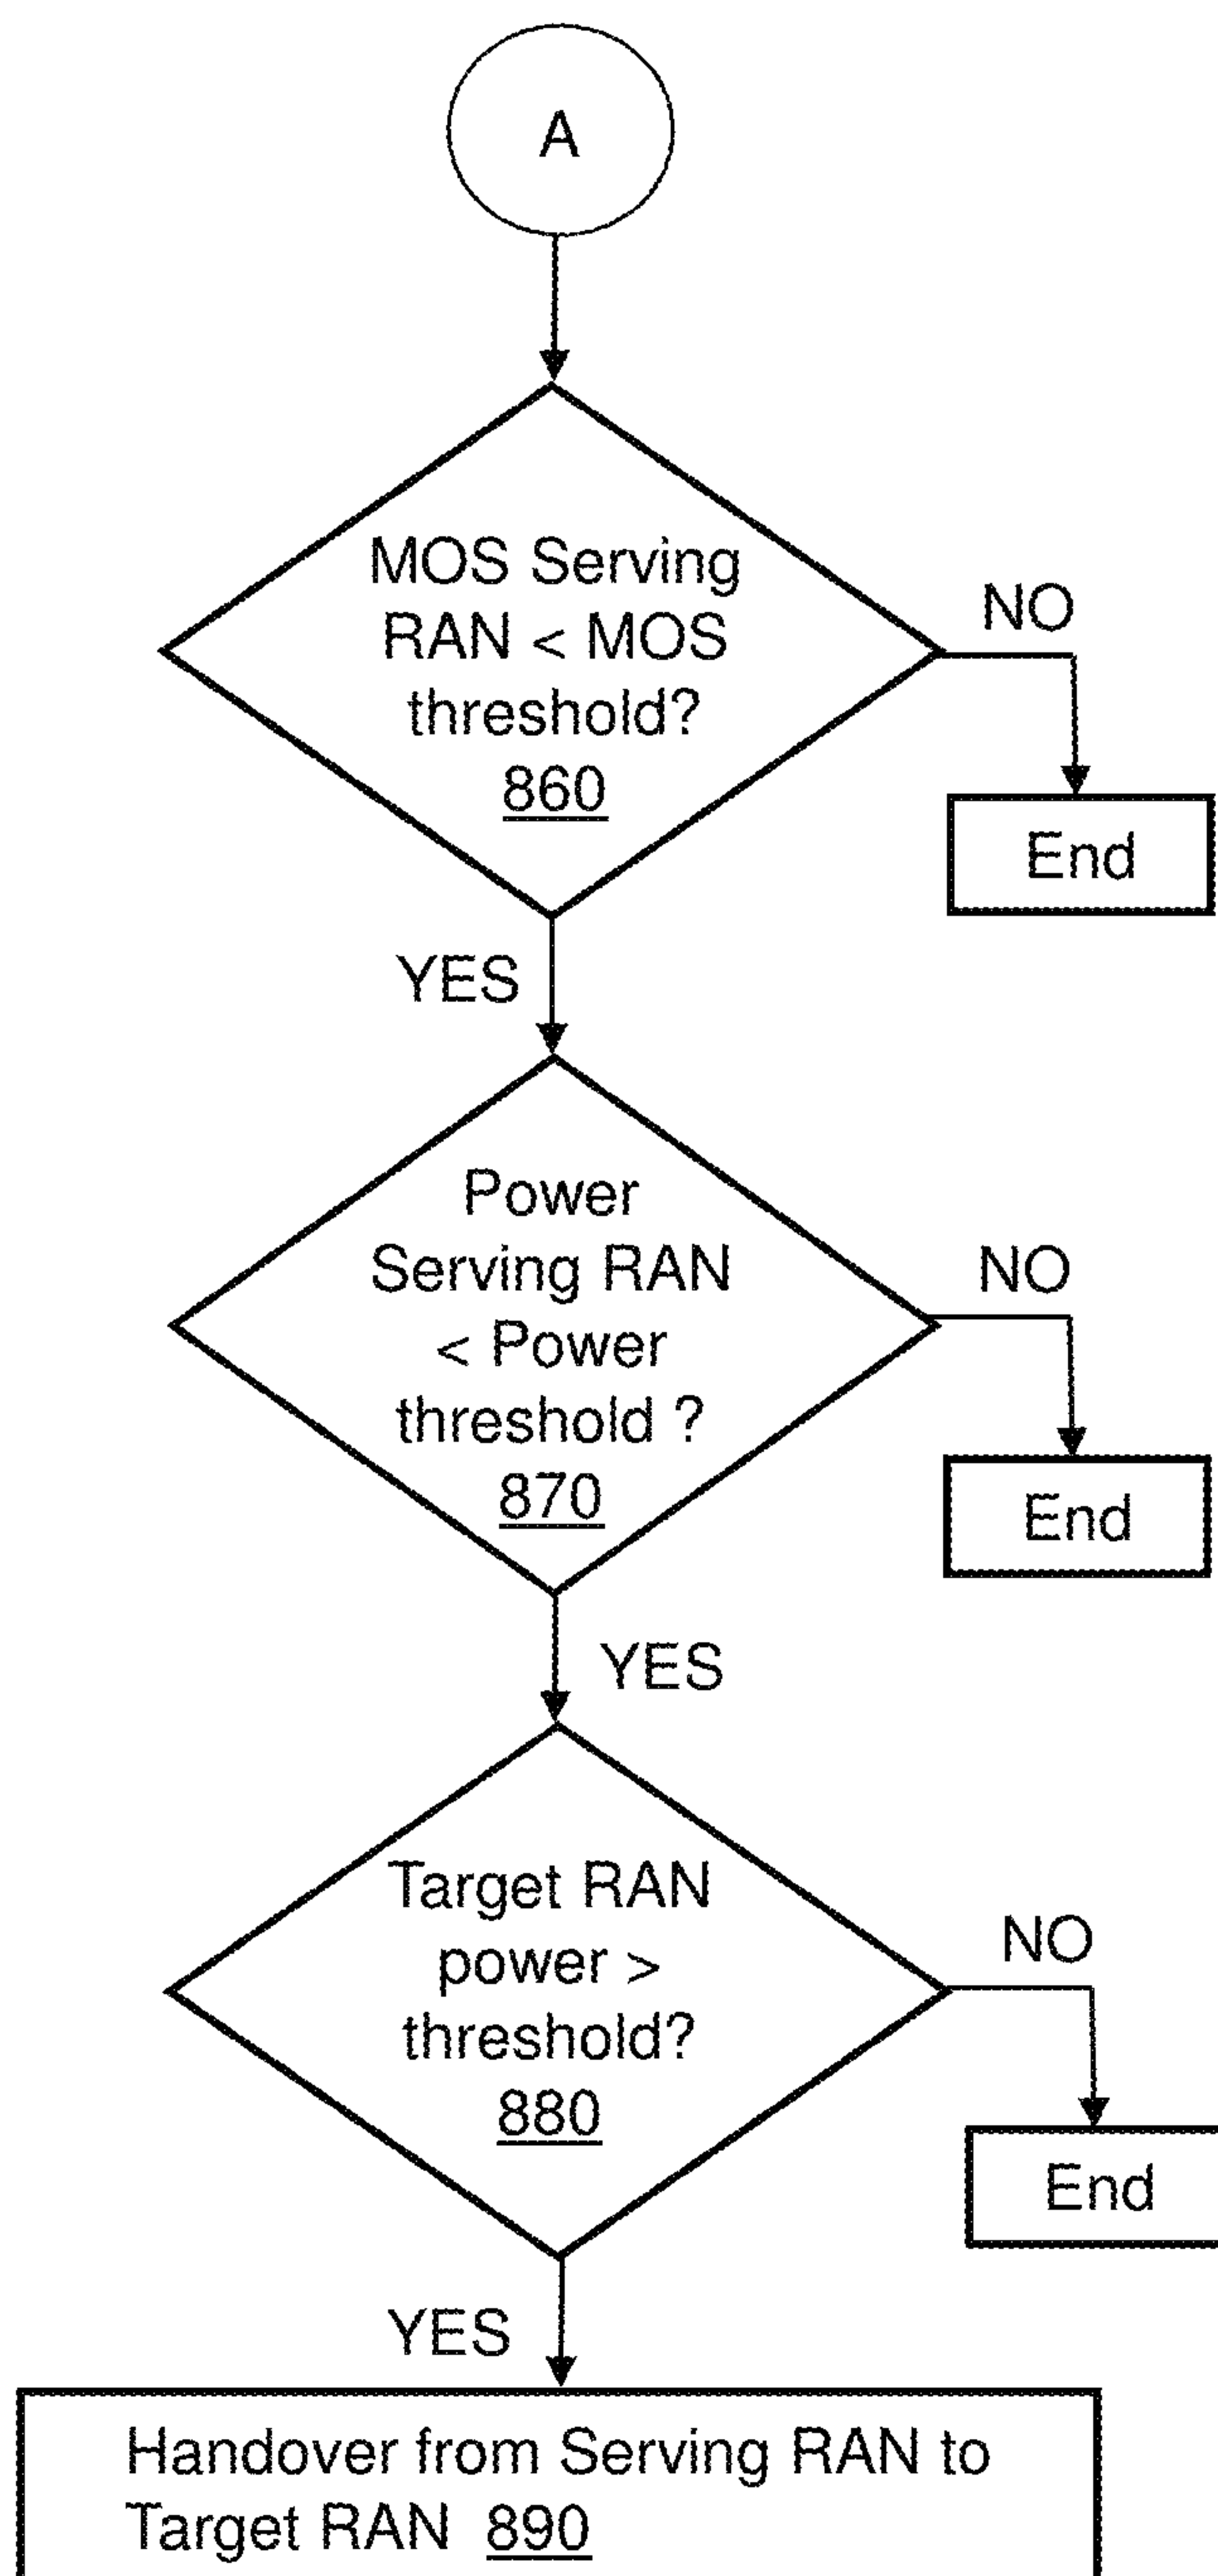 A
MOS Serving
RAN < MOS
threshold?
860
NO
End
YES
Power
Serving RAN
< Power
threshold ?
870
NO
End
YES
Target RAN
power >
threshold?
880
NO
End
YES
Handover from Serving RAN to
Target RAN 890